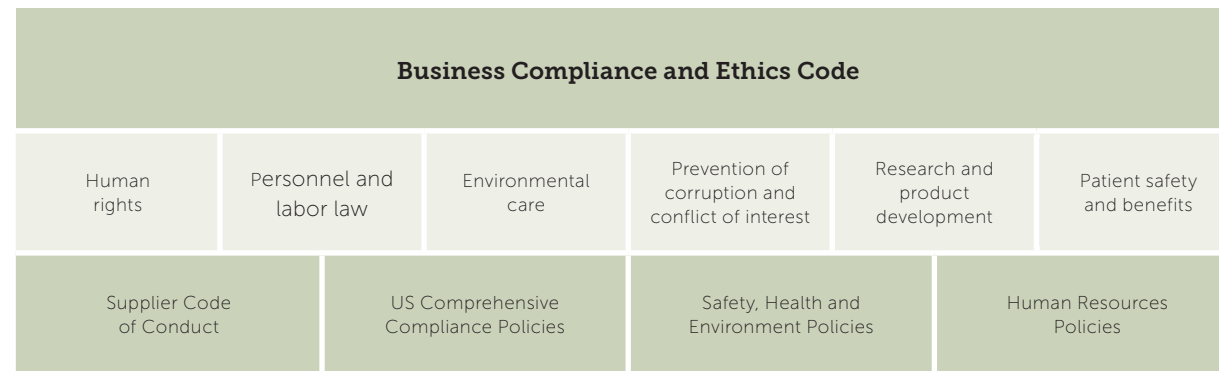 Business Compliance and Ethics Code
Human
rights
Personnel and
labor law
Environmental
care
Prevention of
corruption and
conflict of interest
Research and
product
development
Patient safety
and benefits
Supplier Code
of Conduct
US Comprehensive
Compliance Policies
Safety, Health and
Environment Policies
Human Resources
Policies